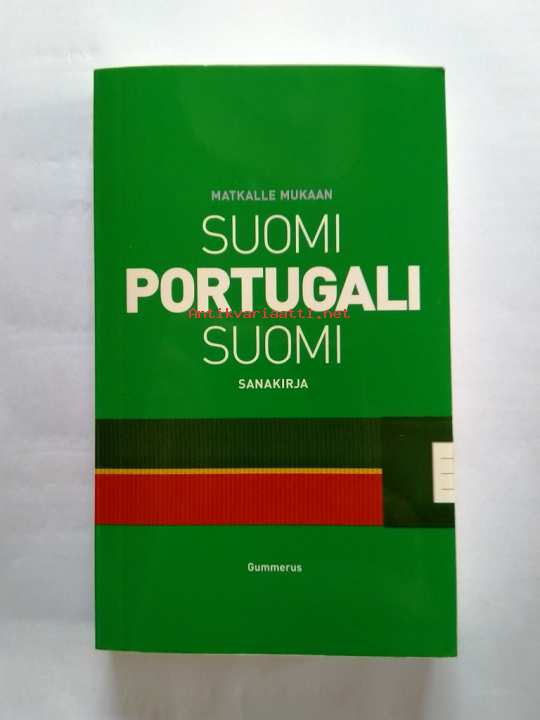 MATKALLE MUKAAN
SUOMI
PORTUGALI
Antikvariaatti.net
SUOMI
SANAKIRJA
Gummerus